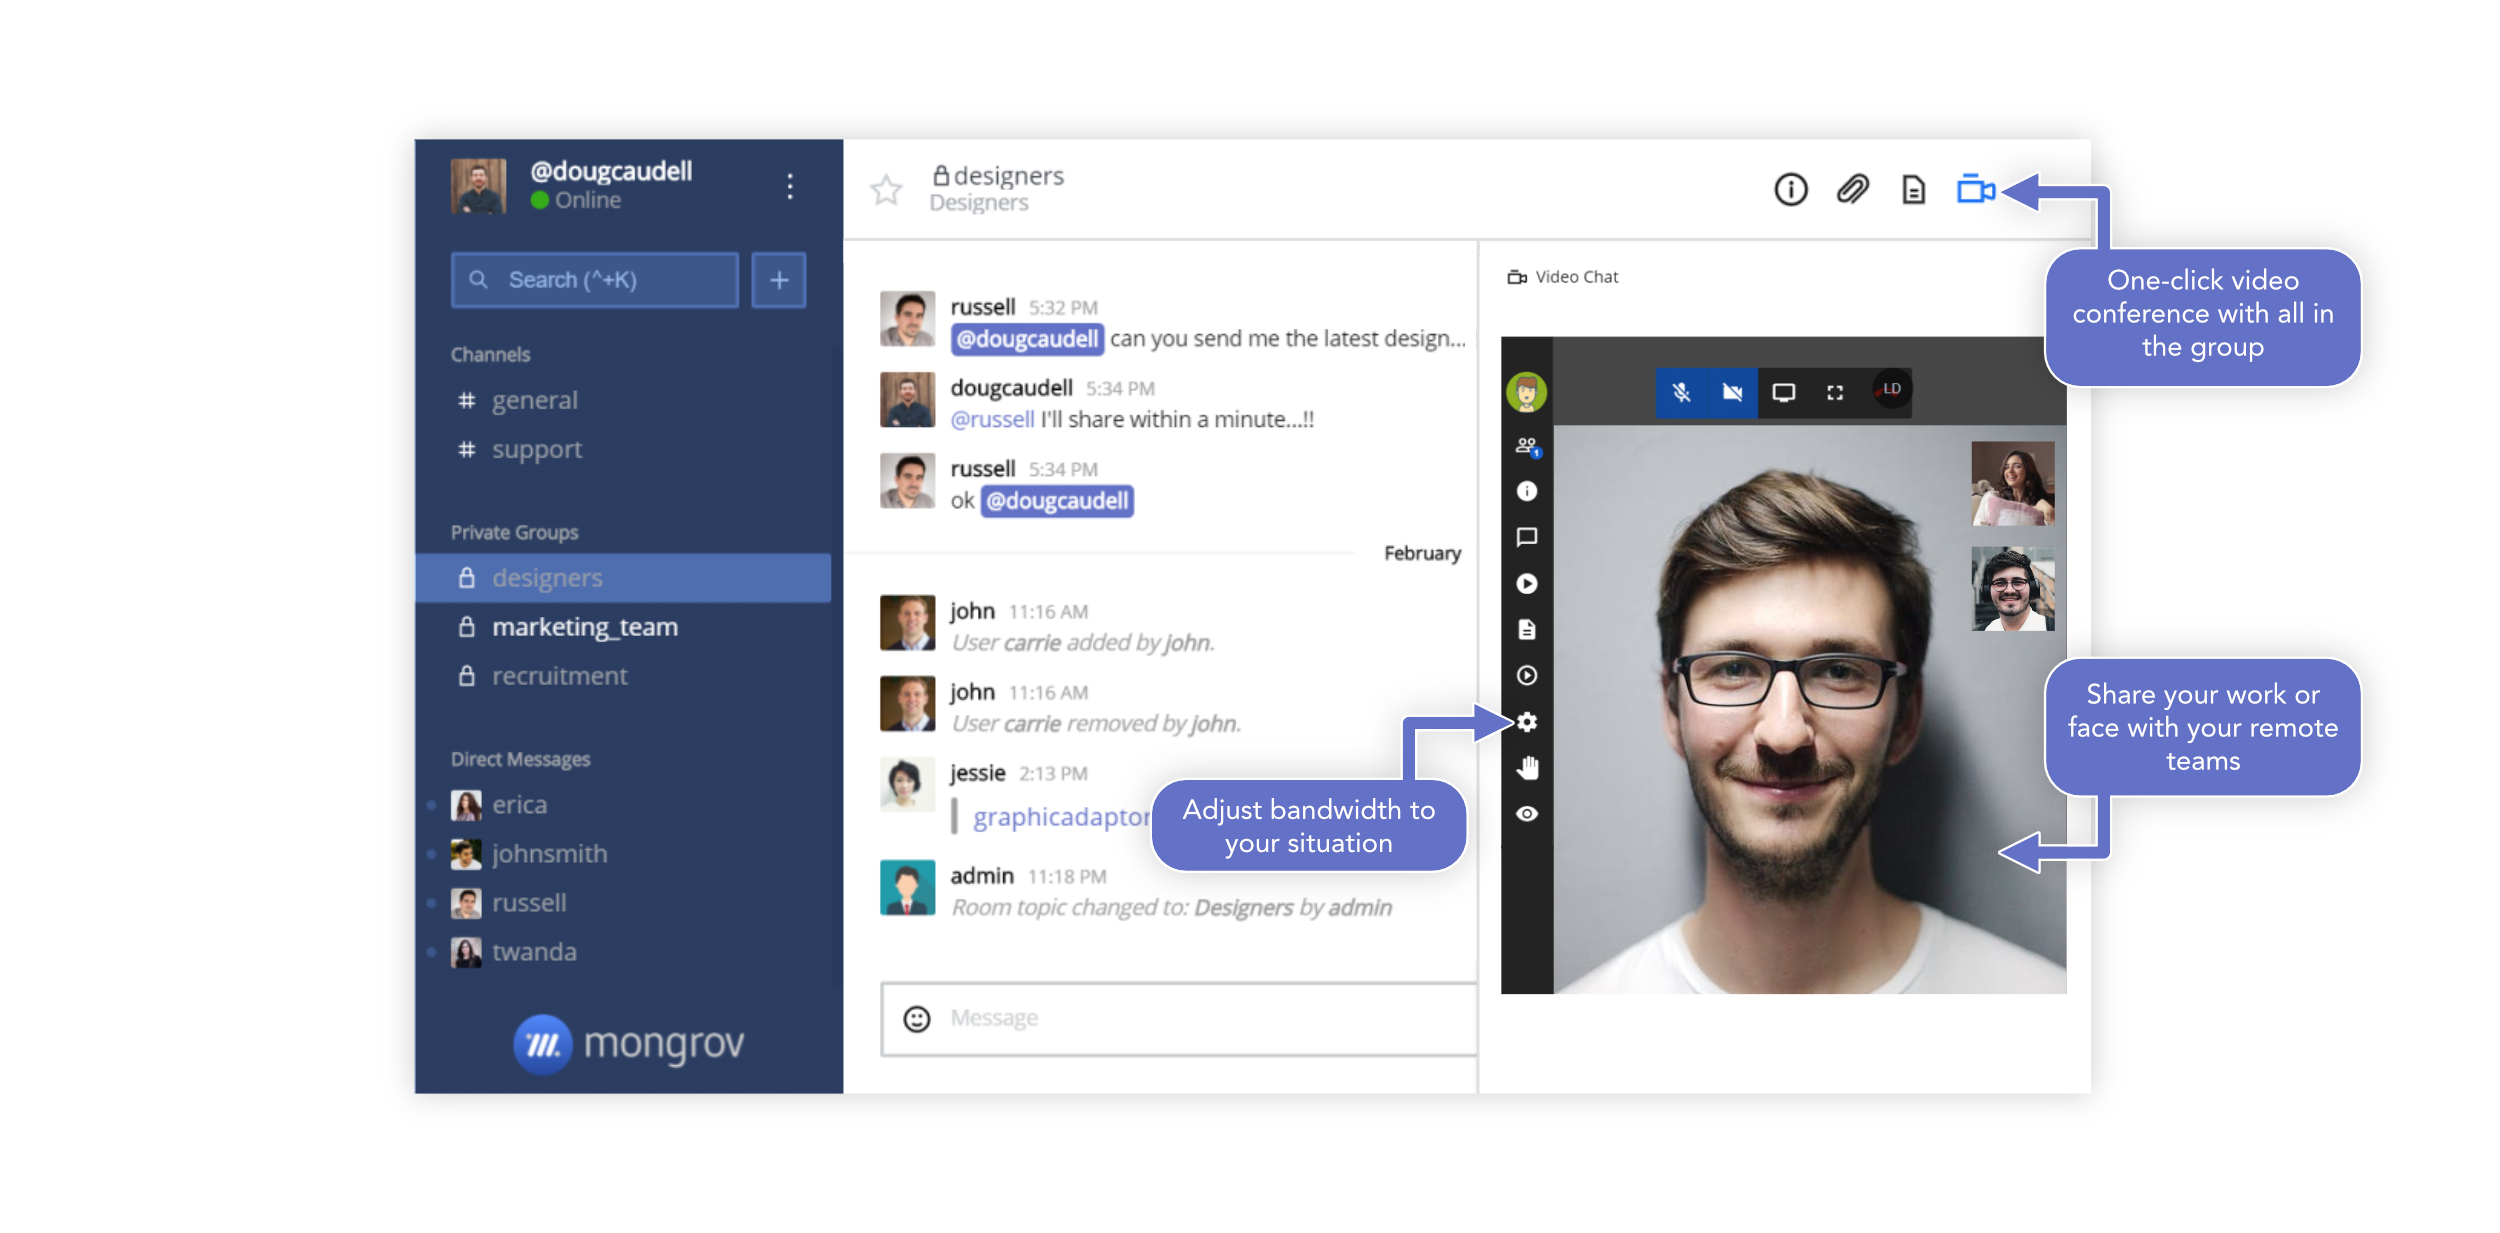 @dougcaudell
Online
Search (^+K)
+
Channels
# general
# support
Private Groups
designers
marketing_team
recruitment
Direct Messages
erica
johnsmith
russell
twanda
mongrov
designers
Designers
russell 5:32 PM
@dougcaudell can you send me the latest design...
dougcaudell 5:34 PM
@russell I'll share within a minute...!!
russell 5:34 PM
ok @dougcaudell
February
john 11:16 AM
User carrie added by john.
john 11:16 AM
User carrie removed by john.
jessie 2:13 PM
graphicadaptor
admin 11:18 PM
Room topic changed to: Designers by admin
Message
Adjust bandwidth to
your situation
Video Chat
LD
1
One-click video
conference with all in
the group
Share your work or
face with your remote
teams